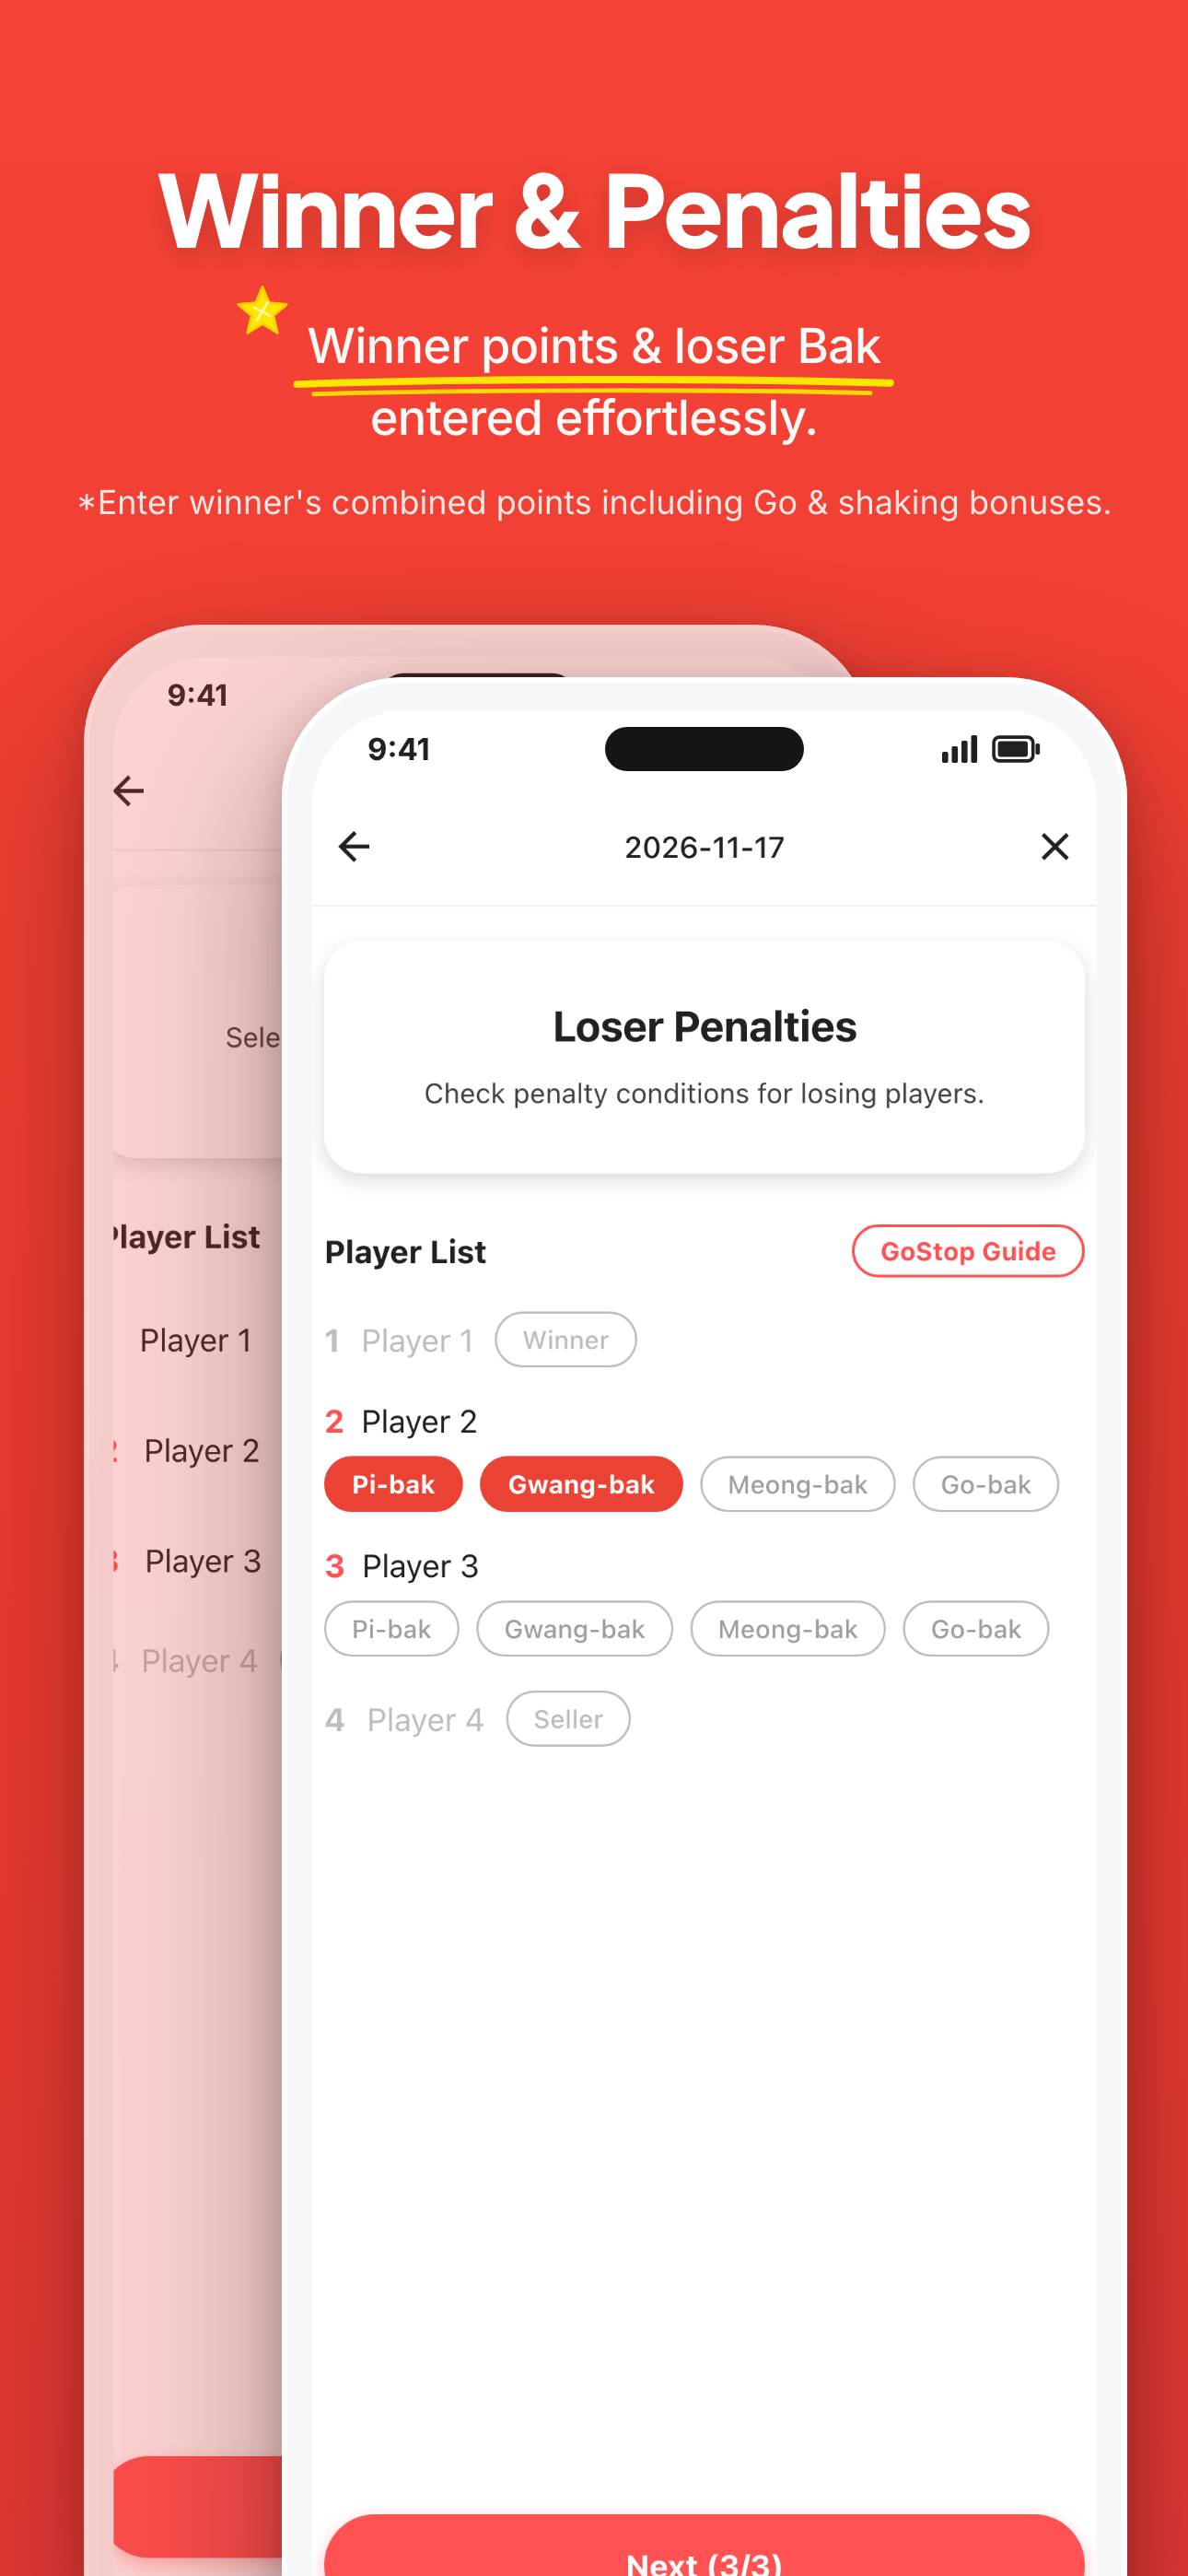 Winner & Penalties
Winner points & loser Bak
entered effortlessly.
*Enter winner's combined points including Go & shaking bonuses.
9:41
Player List
Player 1
2 Player 2
3 Player 3
4 Player 4
9:41
2026-11-17
Loser Penalties
Check penalty conditions for losing players.
Player List
GoStop Guide
1 Player 1 Winner
2 Player 2
Pi-bak Gwang-bak Meong-bak Go-bak
3 Player 3
Pi-bak Gwang-bak Meong-bak Go-bak
4 Player 4 Seller
Next (3/3)